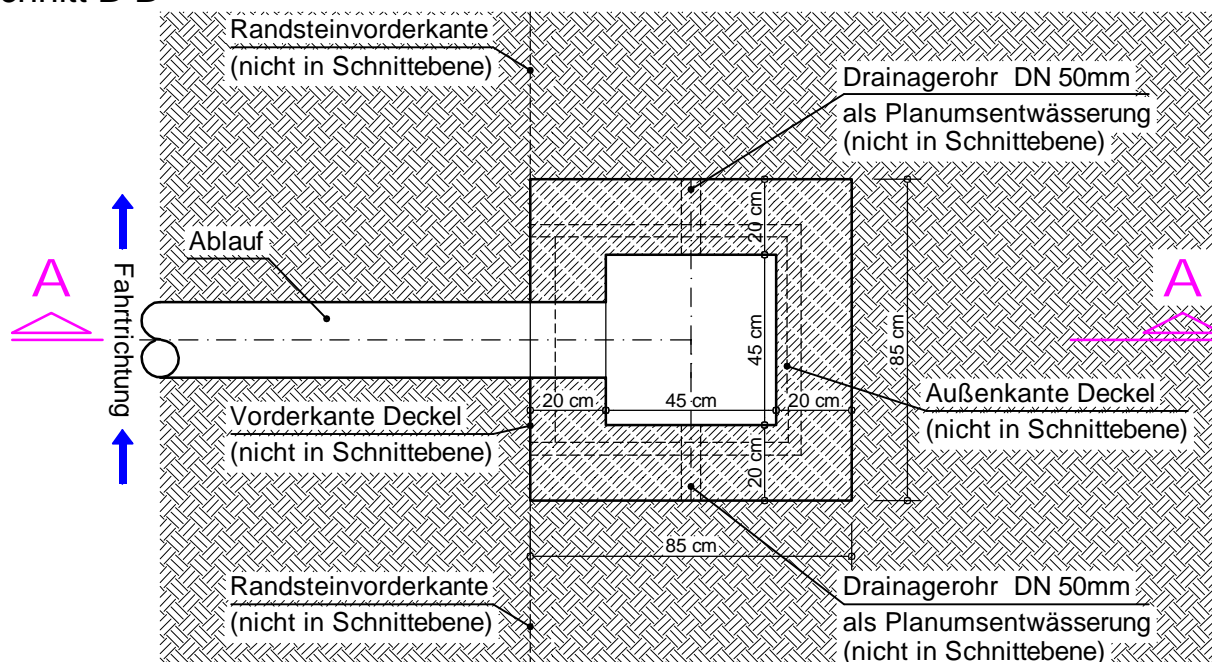 Randsteinvorderkante
(nicht in Schnittebene)
Drainagerohr DN 50mm
als Planumsentwässerung
(nicht in Schnittebene)
Ablauf
Fahrtrichtung
A
A
20 cm
45 cm
20 cm
85 cm
20 cm
45 cm
20 cm
85 cm
Vorderkante Deckel
(nicht in Schnittebene)
Außenkante Deckel
(nicht in Schnittebene)
Randsteinvorderkante
(nicht in Schnittebene)
Drainagerohr DN 50mm
als Planumsentwässerung
(nicht in Schnittebene)